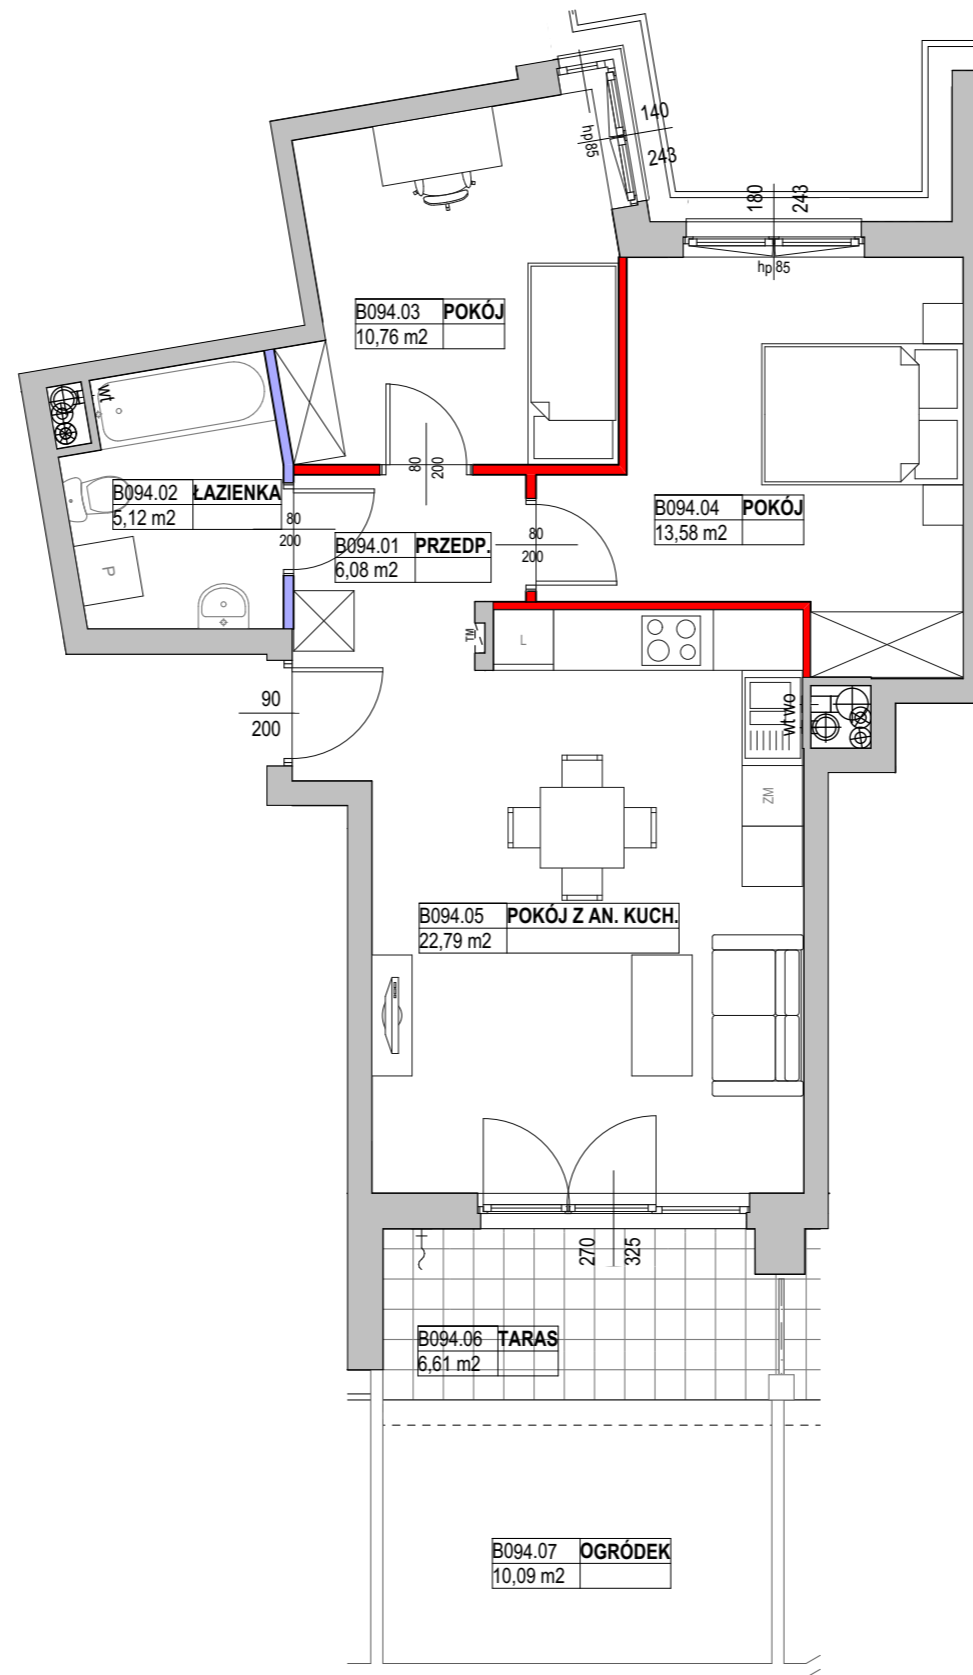 140
243
hp85
180
243
hp 85
B094.03 POKÓJ
10,76 m2
wt
B094.02 ŁAZIENKA
5,12 m2
80
200
80
200
B094.01 PRZEDP.
6,08 m2
80
200
B094.04 POKÓJ
13,58 m2
P
TM
L
90
200
wt wo
ZM
B094.05 POKÓJ Z AN. KUCH.
22,79 m2
270
325
B094.06 TARAS
6,61 m2
B094.07 OGRÓDEK
10,09 m2